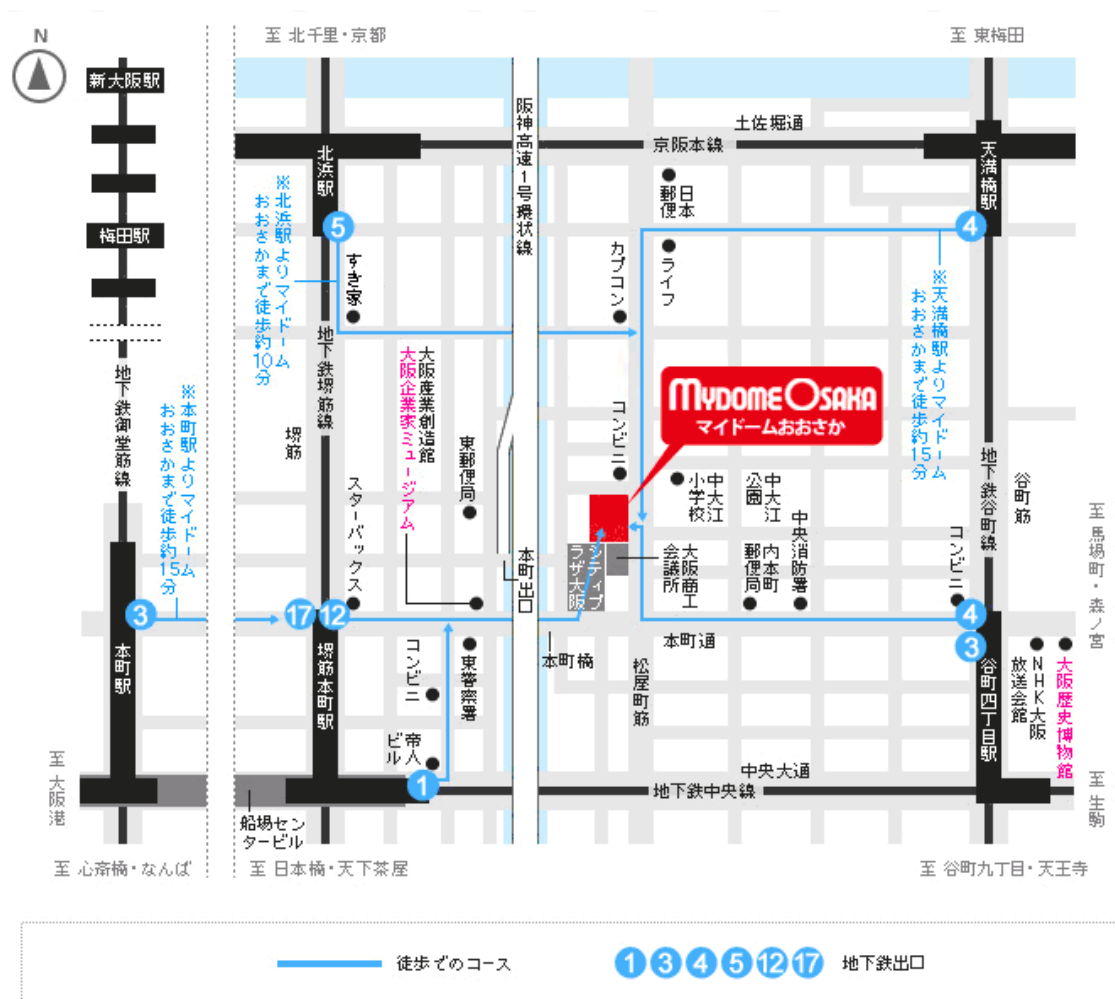 N
至 北千里・京都
至 東梅田
新大阪駅
梅田駅
地下鉄御堂筋線
※本町駅よりマイドーム
おおさかまで徒歩約15分
3
本町駅
至 大阪港
至 心斎橋・なんば
北浜駅
※北浜駅よりマイドーム
おおさかまで徒歩約10分
5
すき家
地下鉄堺筋線
堺筋
大阪産業創造館
大阪企業家ミュージアム
東郵便局
スターバックス
17
12
堺筋本町駅
コンビニ
東警察署
帝人
ビル
1
船場セン
タービル
至 日本橋・天下茶屋
阪神高速1号環状線
本町出口
本町橋
土佐堀通
京阪本線
日本
郵便
カプコン
ライフ
コンビニ
MYDOME OSAKA
マイドームおおさか
シティプ
ラザ大阪
大阪商工
会議所
中大江
小学校
中大江
公園
内本町
郵便局
中央消防署
本町通
松屋町筋
中央大通
地下鉄中央線
天満橋駅
4
※天満橋駅よりマイドーム
おおさかまで徒歩約15分
地下鉄谷町線
谷町筋
コンビニ
4
3
谷町四丁目駅
NHK大阪
放送会館
大阪歴史博物館
至 馬場町・森ノ宮
至 生駒
至 谷町九丁目・天王寺
徒歩でのコース
1 3 4 5 12 17 地下鉄出口